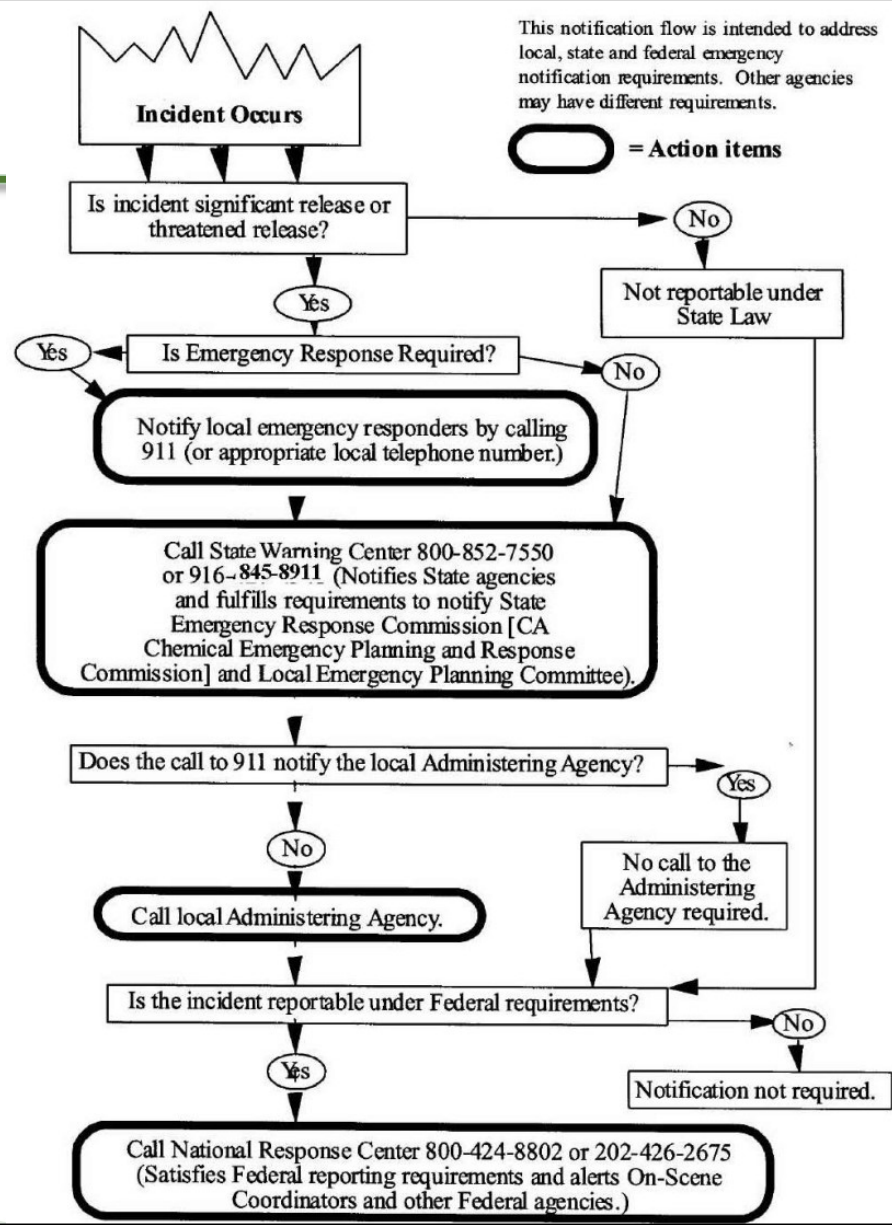 This notification flow is intended to address
local, state and federal emergency
notification requirements. Other agencies
may have different requirements.
Incident Occurs
= Action items
Is incident significant release or
threatened release?
No
Yes
Not reportable under
State Law
Yes
Is Emergency Response Required?
No
Notify local emergency responders by calling
911 (or appropriate local telephone number.)
Call State Warning Center 800-852-7550
or 916-845-8911 (Notifies State agencies
and fulfills requirements to notify State
Emergency Response Commission [CA
Chemical Emergency Planning and Response
Commission] and Local Emergency Planning Committee).
Does the call to 911 notify the local Administering Agency?
Yes
No
No call to the
Administering
Agency required.
Call local Administering Agency.
Is the incident reportable under Federal requirements?
No
Yes
Notification not required.
Call National Response Center 800-424-8802 or 202-426-2675
(Satisfies Federal reporting requirements and alerts On-Scene
Coordinators and other Federal agencies.)